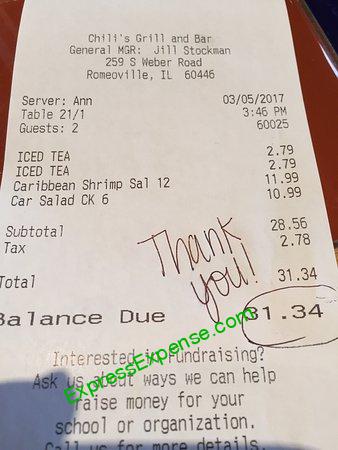 Chili's Grill and Bar
General MGR: Jill Stockman
259 S Weber Road
Romeoville, IL 60446
Server: Ann 03/05/2017
Table 21/1 3:46 PM
Guests: 2 60025
ICED TEA 2.79
ICED TEA 2.79
Caribbean Shrimp Sal 12 11.99
Car Salad CK 6 10.99
Subtotal 28.56
Tax 2.78
Thank
you!
Total 31.34
Balance Due 31.34
ExpressExpense.com
Interested in Fundraising?
Ask us about ways we can help
raise money for your
school or organization.
Call us for more details.